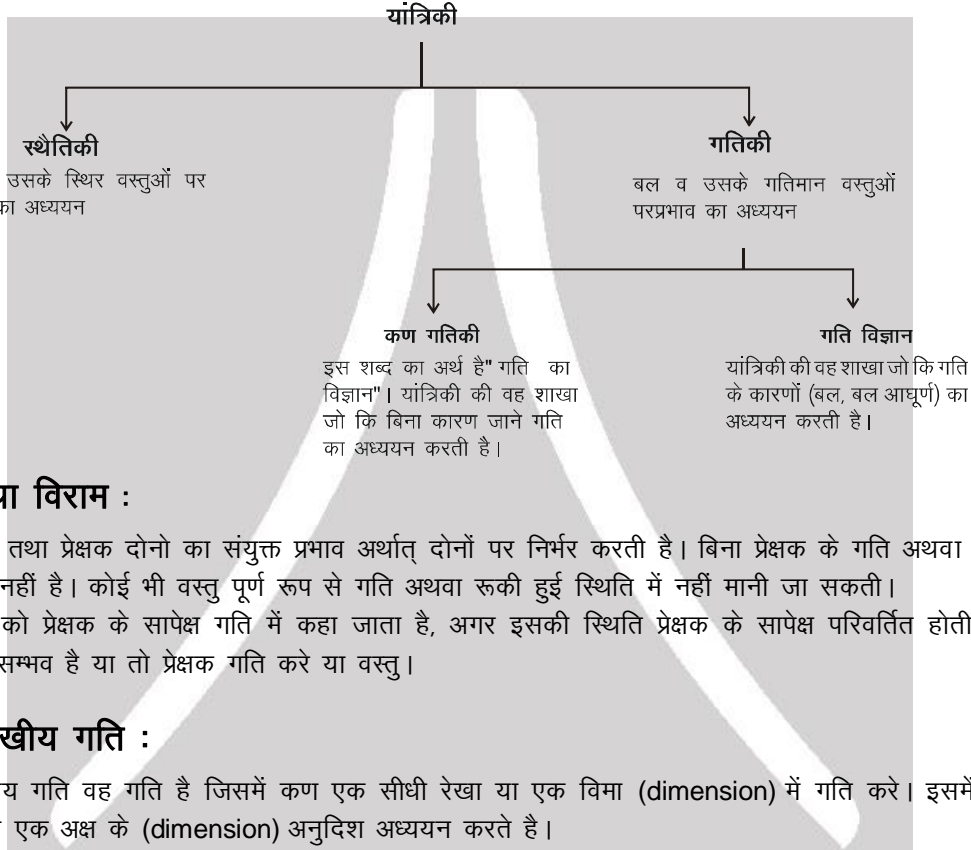 यांत्रिकी
स्थैतिकी
उसके स्थिर वस्तुओं पर
का अध्ययन
गतिकी
बल व उसके गतिमान वस्तुओं
परप्रभाव का अध्ययन
कण गतिकी
इस शब्द का अर्थ है" गति का
विज्ञान"। यांत्रिकी की वह शाखा
जो कि बिना कारण जाने गति
का अध्ययन करती है।
गति विज्ञान
यांत्रिकी की वह शाखा जो कि गति
के कारणों (बल, बल आघूर्ण) का
अध्ययन करती है।
विराम :
तथा प्रेक्षक दोनो का संयुक्त प्रभाव अर्थात् दोनों पर निर्भर करती है। बिना प्रेक्षक के गति अथवा
नहीं है। कोई भी वस्तु पूर्ण रूप से गति अथवा रूकी हुई स्थिति में नहीं मानी जा सकती।
को प्रेक्षक के सापेक्ष गति में कहा जाता है, अगर इसकी स्थिति प्रेक्षक के सापेक्ष परिवर्तित होती
सम्भव है या तो प्रेक्षक गति करे या वस्तु।
गति :
गति वह गति है जिसमें कण एक सीधी रेखा या एक विमा (dimension) में गति करे। इसमें
एक अक्ष के (dimension) अनुदिश अध्ययन करते है।